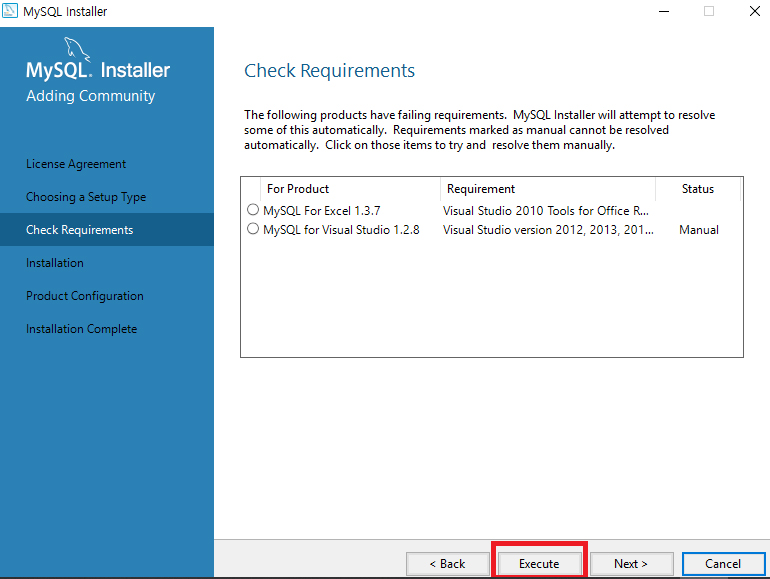 MySQL Installer
MySQL. Installer
Adding Community
License Agreement
Choosing a Setup Type
Check Requirements
Installation
Product Configuration
Installation Complete
Check Requirements
The following products have failing requirements. MySQL Installer will attempt to resolve
some of this automatically. Requirements marked as manual cannot be resolved
automatically. Click on those items to try and resolve them manually.
For Product Requirement Status
MySQL For Excel 1.3.7 Visual Studio 2010 Tools for Office R...
MySQL for Visual Studio 1.2.8 Visual Studio version 2012, 2013, 201... Manual
< Back Execute Next > Cancel